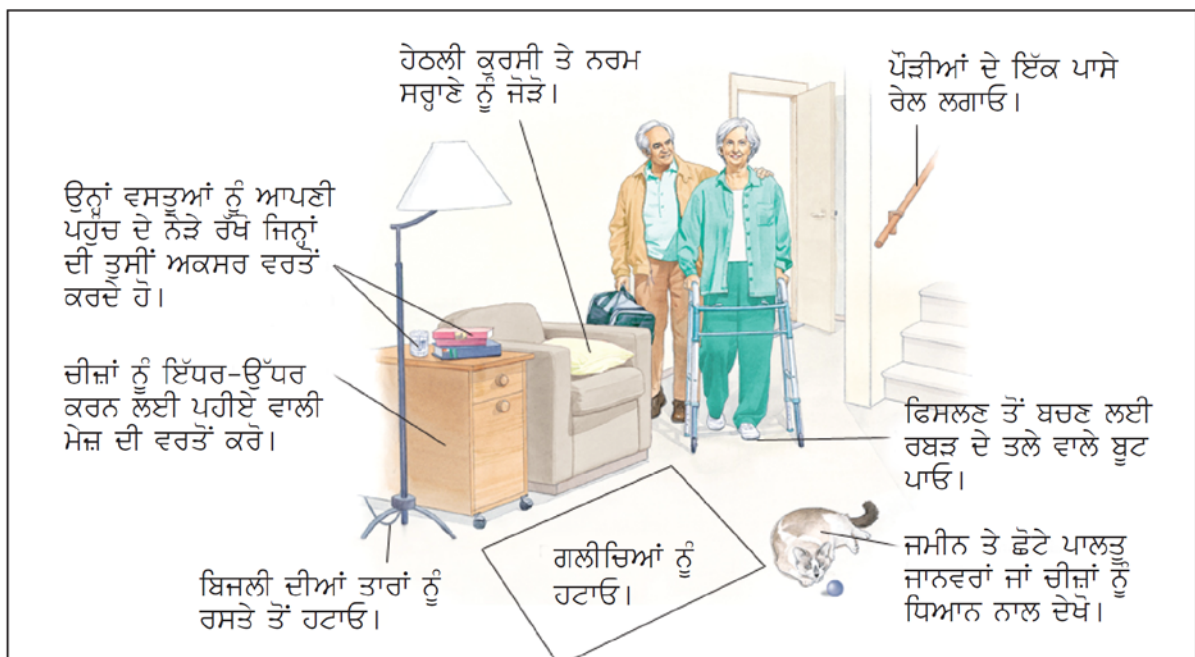 ਹੇਠਲੀ ਕੁਰਸੀ ਤੇ ਨਰਮ
ਸਰ੍ਹਾਣੇ ਨੂੰ ਜੋੜੋ।
ਪੌੜੀਆਂ ਦੇ ਇੱਕ ਪਾਸੇ
ਰੇਲ ਲਗਾਓ।
ਉਨ੍ਹਾਂ ਵਸਤੂਆਂ ਨੂੰ ਆਪਣੀ
ਪਹੁੰਚ ਦੇ ਨੇੜੇ ਰੱਖੋ ਜਿਨ੍ਹਾਂ
ਦੀ ਤੁਸੀਂ ਅਕਸਰ ਵਰਤੋਂ
ਕਰਦੇ ਹੋ।
ਚੀਜ਼ਾਂ ਨੂੰ ਇੱਧਰ-ਉੱਧਰ
ਕਰਨ ਲਈ ਪਹੀਏ ਵਾਲੀ
ਮੇਜ਼ ਦੀ ਵਰਤੋਂ ਕਰੋ।
ਫਿਸਲਣ ਤੋਂ ਬਚਣ ਲਈ
ਰਬੜ ਦੇ ਤਲੇ ਵਾਲੇ ਬੂਟ
ਪਾਓ।
ਬਿਜਲੀ ਦੀਆਂ ਤਾਰਾਂ ਨੂੰ
ਰਸਤੇ ਤੋਂ ਹਟਾਓ।
ਗਲੀਚਿਆਂ ਨੂੰ
ਹਟਾਓ।
ਜਮੀਨ ਤੇ ਛੋਟੇ ਪਾਲਤੂ
ਜਾਨਵਰਾਂ ਜਾਂ ਚੀਜ਼ਾਂ ਨੂੰ
ਧਿਆਨ ਨਾਲ ਦੇਖੋ।